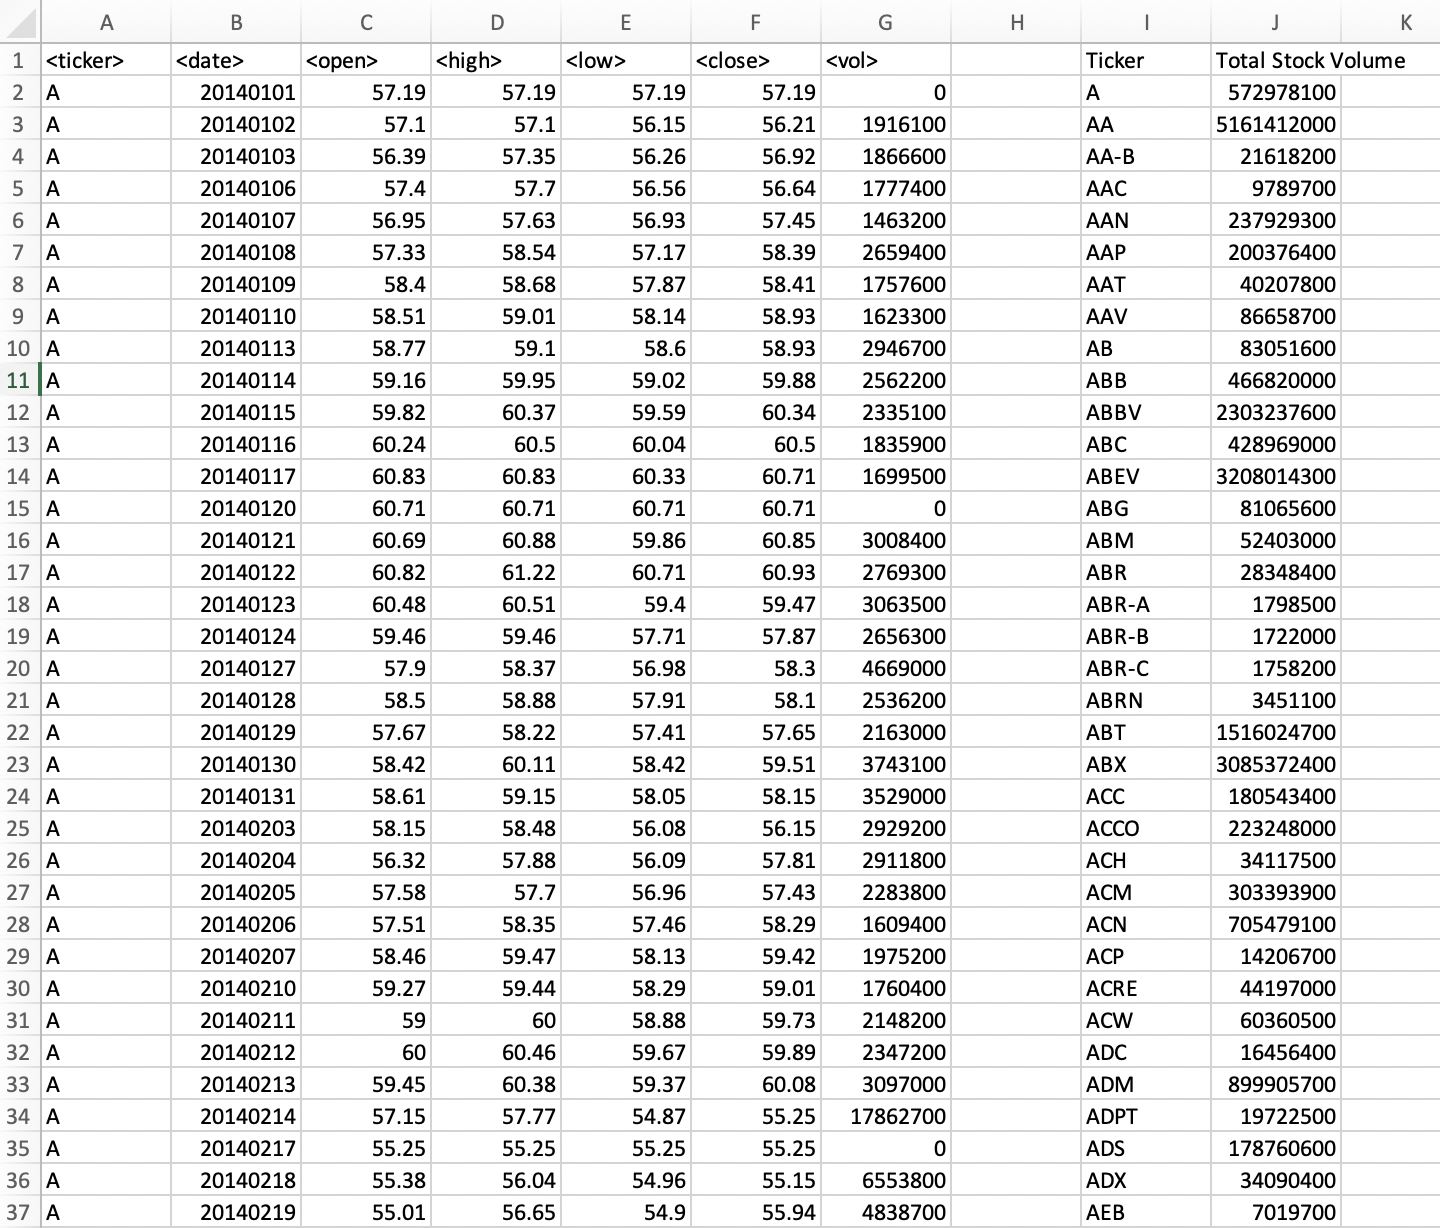 A B C D E F G H I J K
1 <ticker> <date> <open> <high> <low> <close> <vol> Ticker Total Stock Volume
2 A 20140101 57.19 57.19 57.19 57.19 0 A 572978100
3 A 20140102 57.1 57.1 56.15 56.21 1916100 AA 5161412000
4 A 20140103 56.39 57.35 56.26 56.92 1866600 AA-B 21618200
5 A 20140106 57.4 57.7 56.56 56.64 1777400 AAC 9789700
6 A 20140107 56.95 57.63 56.93 57.45 1463200 AAN 237929300
7 A 20140108 57.33 58.54 57.17 58.39 2659400 AAP 200376400
8 A 20140109 58.4 58.68 57.87 58.41 1757600 AAT 40207800
9 A 20140110 58.51 59.01 58.14 58.93 1623300 AAV 86658700
10 A 20140113 58.77 59.1 58.6 58.93 2946700 AB 83051600
11 A 20140114 59.16 59.95 59.02 59.88 2562200 ABB 466820000
12 A 20140115 59.82 60.37 59.59 60.34 2335100 ABBV 2303237600
13 A 20140116 60.24 60.5 60.04 60.5 1835900 ABC 428969000
14 A 20140117 60.83 60.83 60.33 60.71 1699500 ABEV 3208014300
15 A 20140120 60.71 60.71 60.71 60.71 0 ABG 81065600
16 A 20140121 60.69 60.88 59.86 60.85 3008400 ABM 52403000
17 A 20140122 60.82 61.22 60.71 60.93 2769300 ABR 28348400
18 A 20140123 60.48 60.51 59.4 59.47 3063500 ABR-A 1798500
19 A 20140124 59.46 59.46 57.71 57.87 2656300 ABR-B 1722000
20 A 20140127 57.9 58.37 56.98 58.3 4669000 ABR-C 1758200
21 A 20140128 58.5 58.88 57.91 58.1 2536200 ABRN 3451100
22 A 20140129 57.67 58.22 57.41 57.65 2163000 ABT 1516024700
23 A 20140130 58.42 60.11 58.42 59.51 3743100 ABX 3085372400
24 A 20140131 58.61 59.15 58.05 58.15 3529000 ACC 180543400
25 A 20140203 58.15 58.48 56.08 56.15 2929200 ACCO 223248000
26 A 20140204 56.32 57.88 56.09 57.81 2911800 ACH 34117500
27 A 20140205 57.58 57.7 56.96 57.43 2283800 ACM 303393900
28 A 20140206 57.51 58.35 57.46 58.29 1609400 ACN 705479100
29 A 20140207 58.46 59.47 58.13 59.42 1975200 ACP 14206700
30 A 20140210 59.27 59.44 58.29 59.01 1760400 ACRE 44197000
31 A 20140211 59 60 58.88 59.73 2148200 ACW 60360500
32 A 20140212 60 60.46 59.67 59.89 2347200 ADC 16456400
33 A 20140213 59.45 60.38 59.37 60.08 3097000 ADM 899905700
34 A 20140214 57.15 57.77 54.87 55.25 17862700 ADPT 19722500
35 A 20140217 55.25 55.25 55.25 55.25 0 ADS 178760600
36 A 20140218 55.38 56.04 54.96 55.15 6553800 ADX 34090400
37 A 20140219 55.01 56.65 54.9 55.94 4838700 AEB 7019700